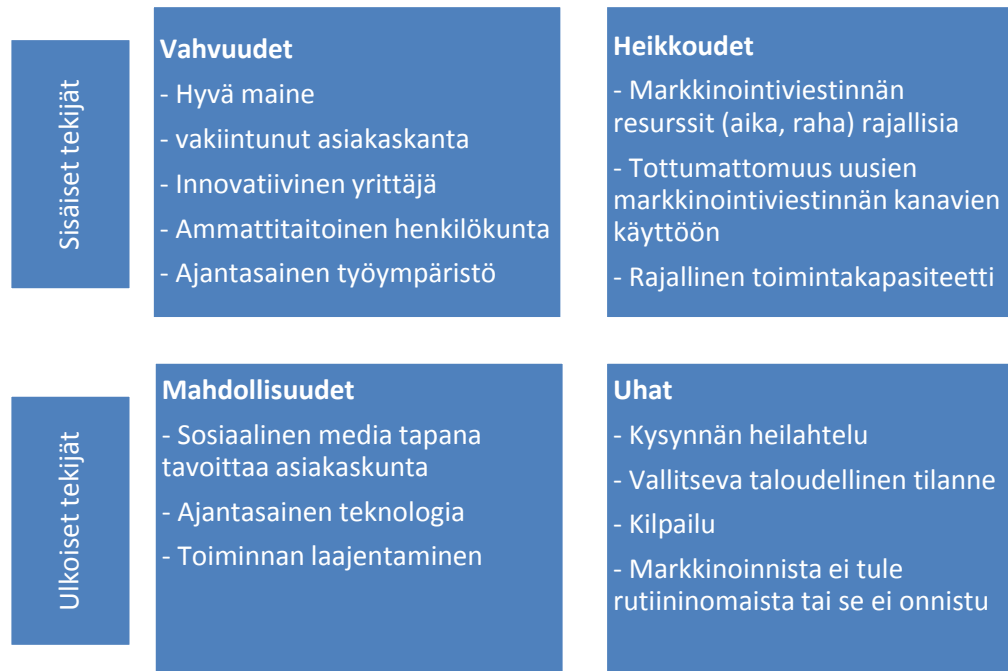 Sisäiset tekijät
Vahvuudet
- Hyvä maine
- vakiintunut asiakaskanta
- Innovatiivinen yrittäjä
- Ammattitaitoinen henkilökunta
- Ajantasainen työympäristö
Heikkoudet
- Markkinointiviestinnän
resurssit (aika, raha) rajallisia
- Tottumattomuus uusien
markkinointiviestinnän kanavien
käyttöön
- Rajallinen toimintakapasiteetti
Ulkoiset tekijät
Mahdollisuudet
- Sosiaalinen media tapana
tavoittaa asiakaskunta
- Ajantasainen teknologia
- Toiminnan laajentaminen
Uhat
- Kysynnän heilahtelu
- Vallitseva taloudellinen tilanne
- Kilpailu
- Markkinoinnista ei tule
rutiininomaista tai se ei onnistu